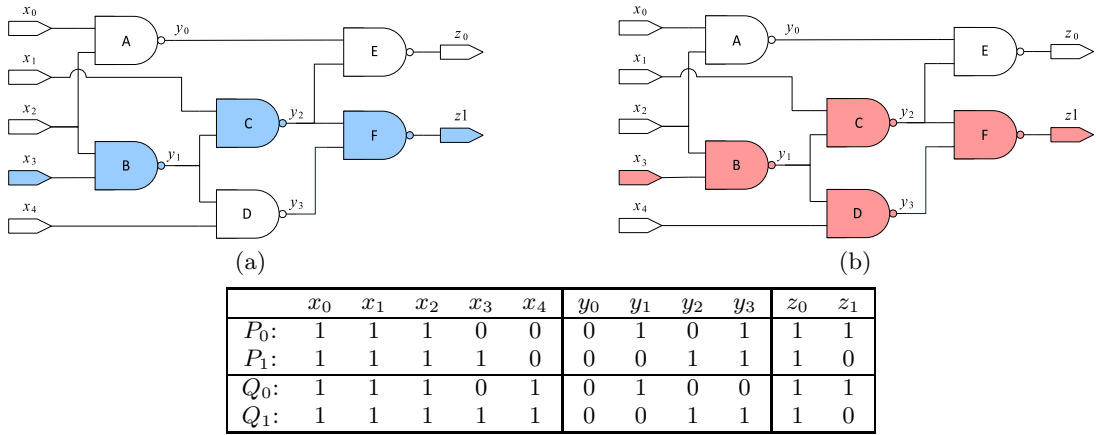 x0 A y0 E z0 x0 A y0 E z0
x1 x1
x2 C y2 F z1 x2 C y2 F z1
x3 B y1 x3 B y1
x4 D y3 x4 D y3
(a) (b)
x0 x1 x2 x3 x4 y0 y1 y2 y3 z0 z1
P0: 1 1 1 0 0 0 1 0 1 1 1
P1: 1 1 1 1 0 0 0 1 1 1 0
Q0: 1 1 1 0 1 0 1 0 0 1 1
Q1: 1 1 1 1 1 0 0 1 1 1 0